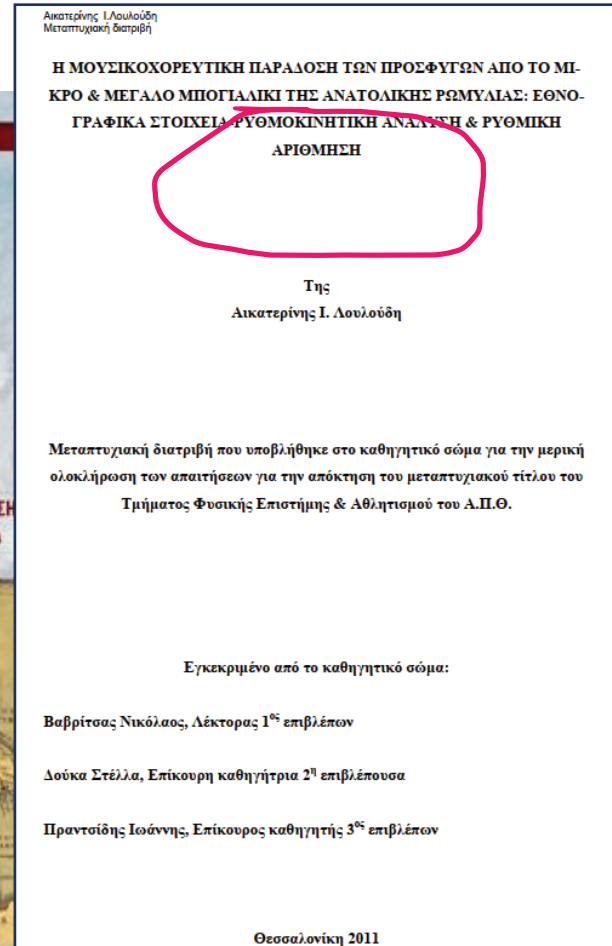 Αικατερίνης Ι.Λουλούδη
Μεταπτυχιακή διατριβή
Η ΜΟΥΣΙΚΟΧΟΡΕΥΤΙΚΗ ΠΑΡΑΔΟΣΗ ΤΩΝ ΠΡΟΣΦΥΓΩΝ ΑΠΟ ΤΟ ΜΙ-
ΚΡΟ & ΜΕΓΑΛΟ ΜΠΟΓΙΑΛΙΚΙ ΤΗΣ ΑΝΑΤΟΛΙΚΗΣ ΡΩΜΥΛΙΑΣ: ΕΘΝΟ-
ΓΡΑΦΙΚΑ ΣΤΟΙΧΕΙΑ-ΡΥΘΜΟΚΙΝΗΤΙΚΗ ΑΝΑΛΥΣΗ & ΡΥΘΜΙΚΗ
ΑΡΙΘΜΗΣΗ
Της
Αικατερίνης Ι. Λουλούδη
Μεταπτυχιακή διατριβή που υποβλήθηκε στο καθηγητικό σώμα για την μερική
ολοκλήρωση των απαιτήσεων για την απόκτηση του μεταπτυχιακού τίτλου του
Τμήματος Φυσικής Επιστήμης & Αθλητισμού του Α.Π.Θ.
Εγκεκριμένο από το καθηγητικό σώμα:
Βαβρίτσας Νικόλαος, Λέκτορας 1ος επιβλέπων
Δούκα Στέλλα, Επίκουρη καθηγήτρια 2η επιβλέπουσα
Πραντσίδης Ιωάννης, Επίκουρος καθηγητής 3ος επιβλέπων
Θεσσαλονίκη 2011